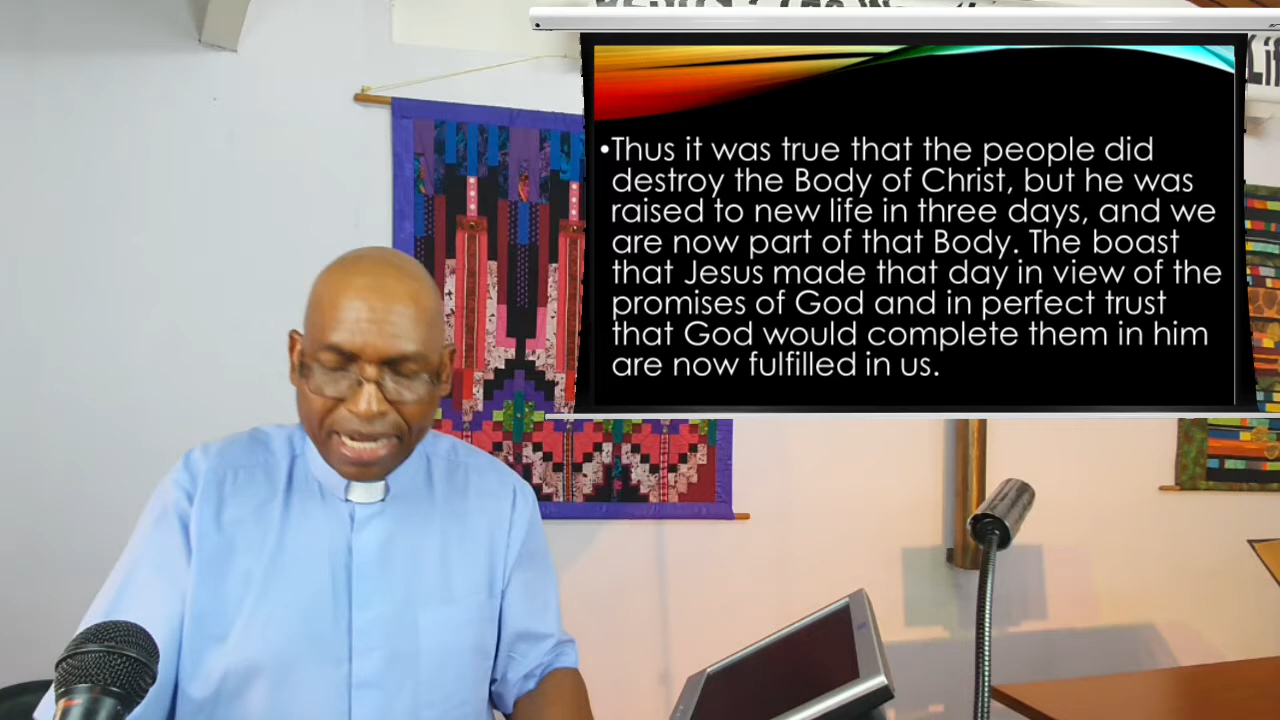 •Thus it was true that the people did
destroy the Body of Christ, but he was
raised to new life in three days, and we
are now part of that Body. The boast
that Jesus made that day in view of the
promises of God and in perfect trust
that God would complete them in him
are now fulfilled in us.